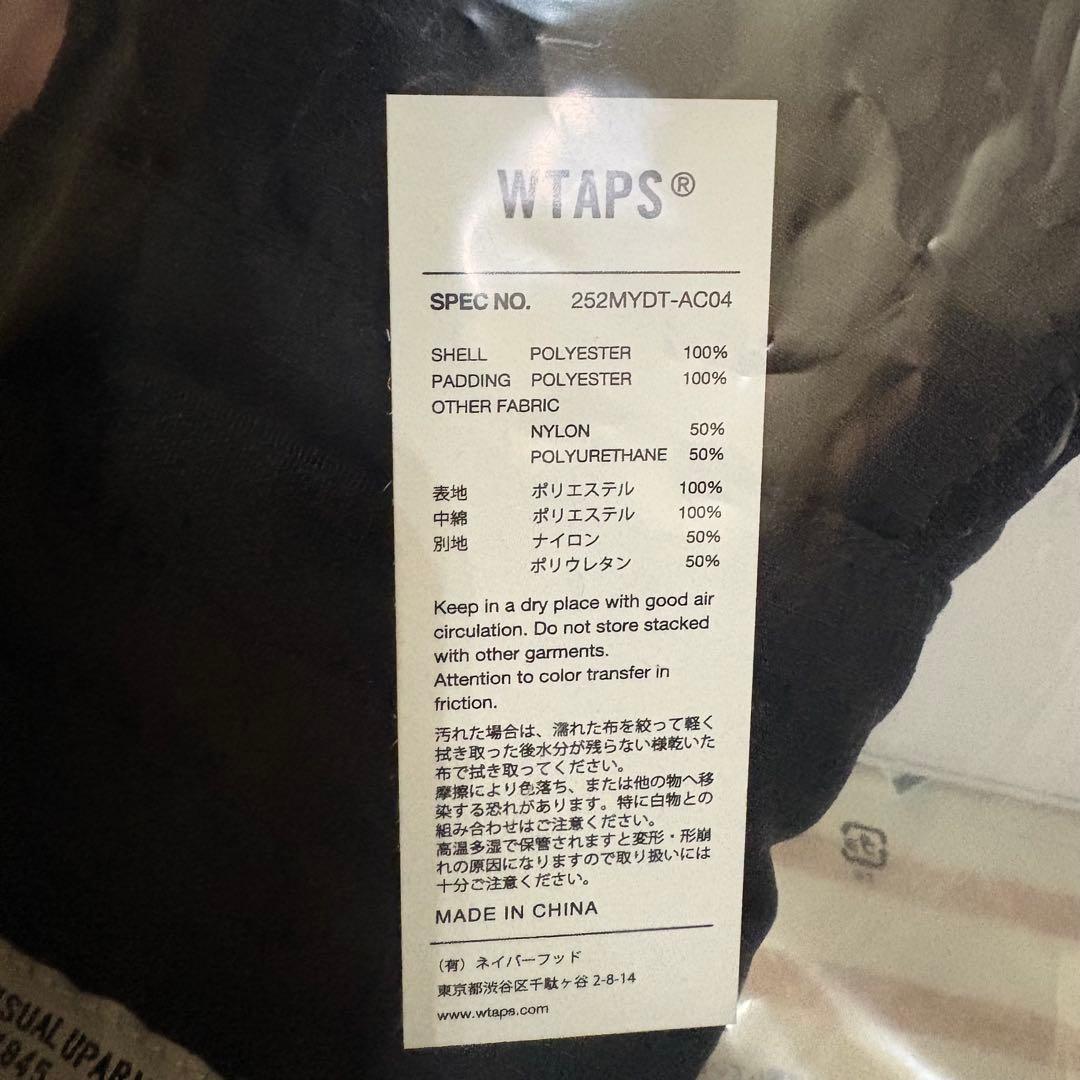 WTAPS®
SPEC NO. 252MYDT-AC04
SHELL POLYESTER 100%
PADDING POLYESTER 100%
OTHER FABRIC
NYLON 50%
POLYURETHANE 50%
表地 ポリエステル 100%
中綿 ポリエステル 100%
別地 ナイロン 50%
ポリウレタン 50%
Keep in a dry place with good air
circulation. Do not store stacked
with other garments.
Attention to color transfer in
friction.
汚れた場合は、濡れた布を絞って軽く
拭き取った後水分が残らない様乾いた
布で拭き取ってください。
摩擦により色落ち、または他の物へ移
染する恐れがあります。特に白物との
組み合わせはご注意ください。
高温多湿で保管されますと変形・形崩
れの原因になりますので取り扱いには
十分ご注意ください。
MADE IN CHINA
(有) ネイバーフッド
東京都渋谷区千駄ヶ谷 2-8-14
www.wtaps.com